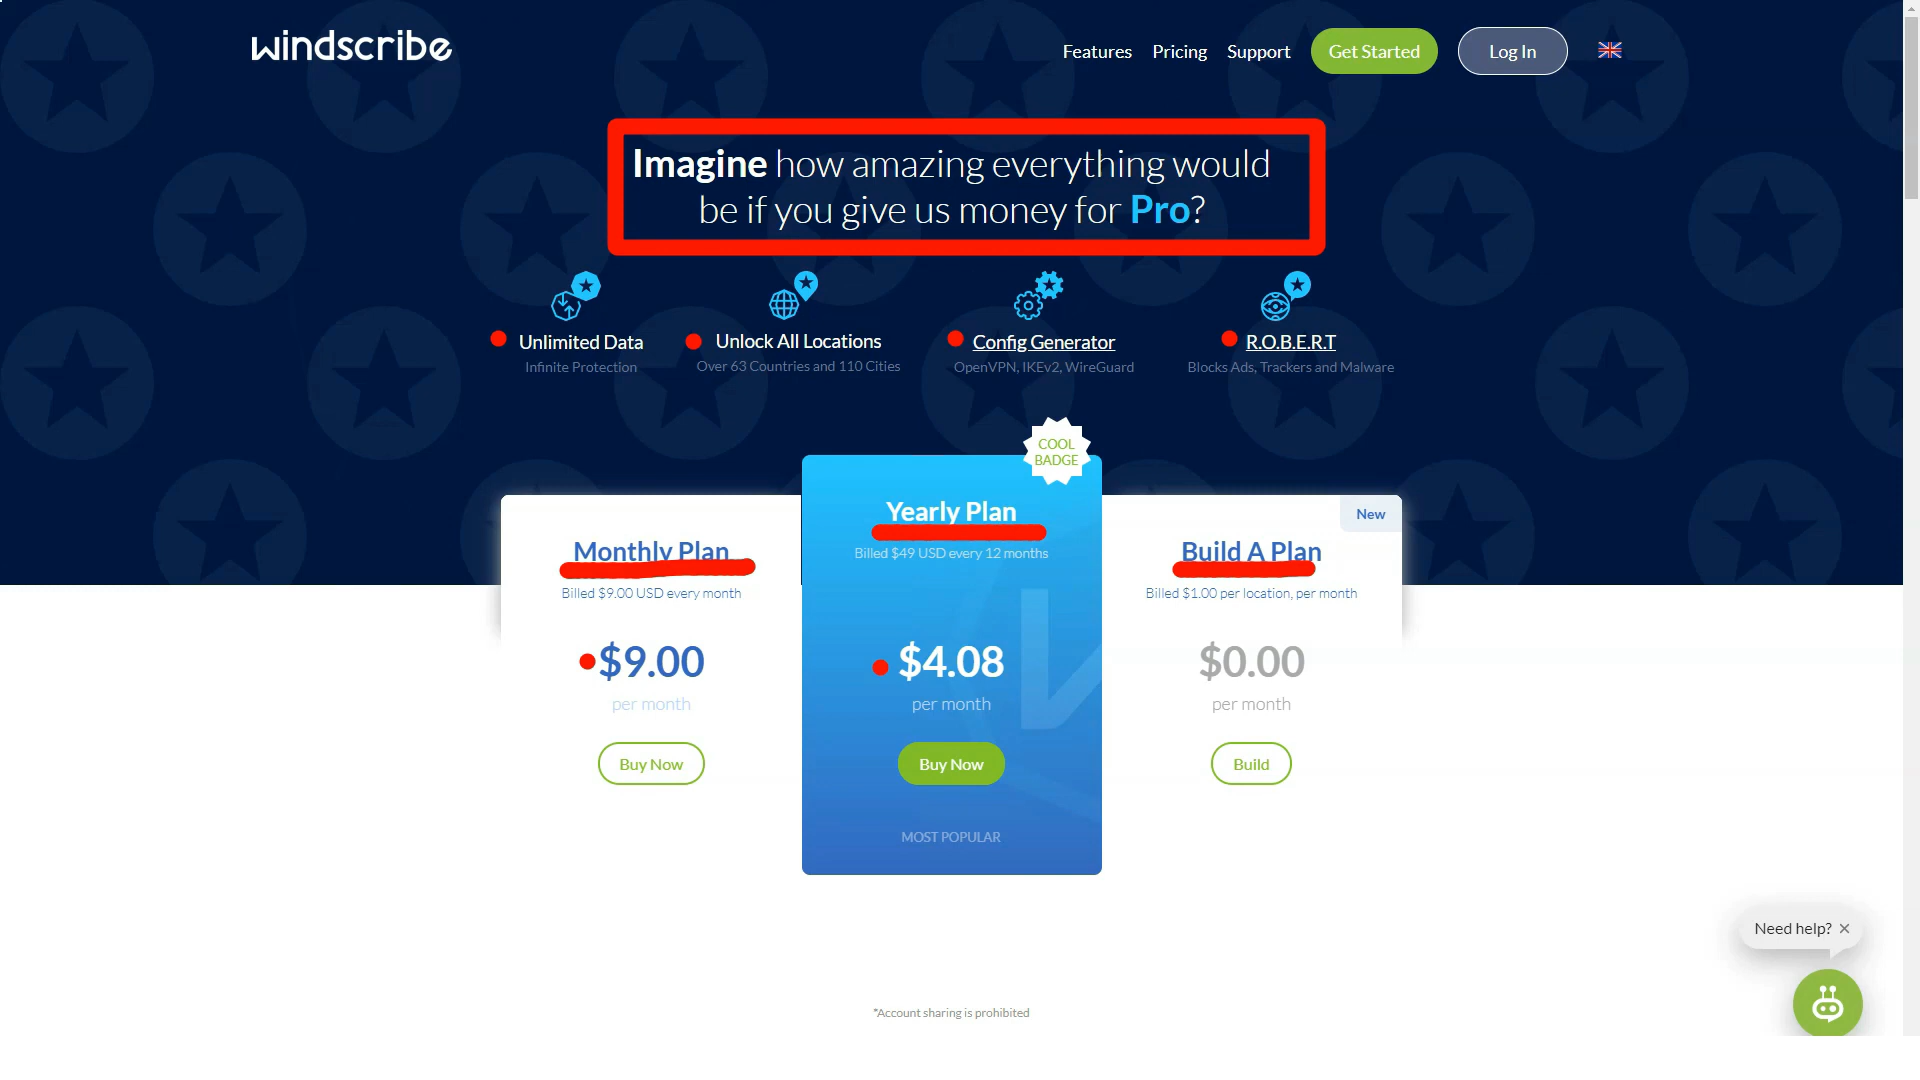 windscribe
Features Pricing Support Get Started Log In
Imagine how amazing everything would
be if you give us money for Pro?
Unlimited Data
Infinite Protection
Unlock All Locations
Over 63 Countries and 110 Cities
Config Generator
OpenVPN, IKEv2, WireGuard
R.O.B.E.R.T
Blocks Ads, Trackers and Malware
Monthly Plan
Billed $9.00 USD every month
$9.00
per month
Buy Now
COOL
BADGE
Yearly Plan
Billed $49 USD every 12 months
$4.08
per month
Buy Now
MOST POPULAR
New
Build A Plan
Billed $1.00 per location, per month
$0.00
per month
Build
Need help?
*Account sharing is prohibited